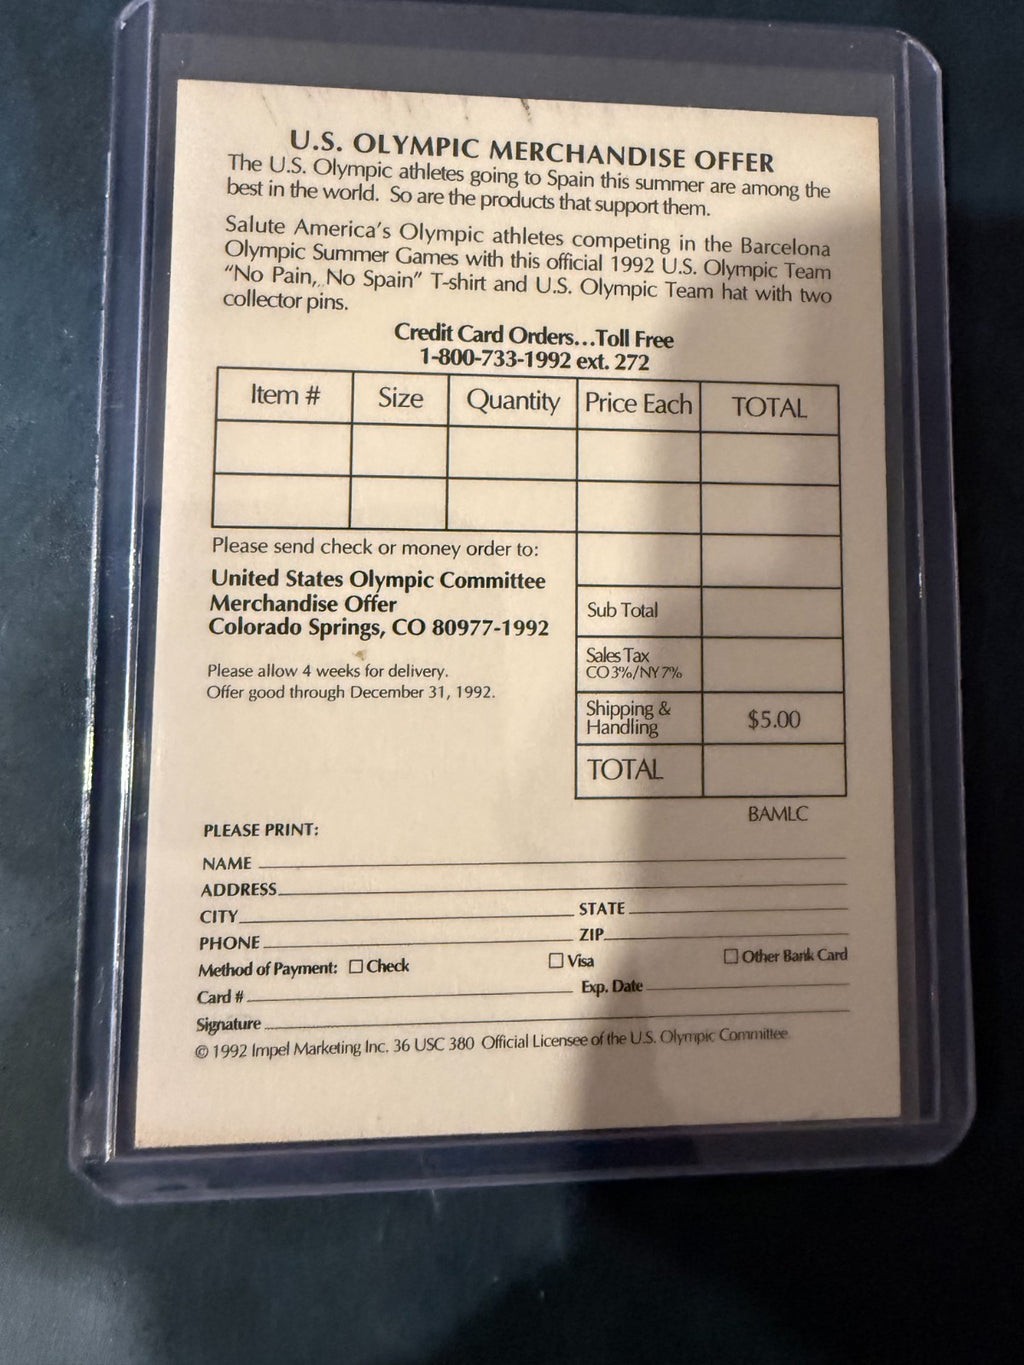 U.S. OLYMPIC MERCHANDISE OFFER
The U.S. Olympic athletes going to Spain this summer are among the
best in the world. So are the products that support them.
Salute America's Olympic athletes competing in the Barcelona
Olympic Summer Games with this official 1992 U.S. Olympic Team
"No Pain, No Spain" T-shirt and U.S. Olympic Team hat with two
collector pins.
Credit Card Orders...Toll Free
1-800-733-1992 ext. 272
Item # Size Quantity Price Each TOTAL
Please send check or money order to:
United States Olympic Committee
Merchandise Offer
Colorado Springs, CO 80977-1992
Please allow 4 weeks for delivery.
Offer good through December 31, 1992.
Sub Total
Sales Tax
CO 3%/NY 7%
Shipping &
Handling $5.00
TOTAL
BAMLC
PLEASE PRINT:
NAME
ADDRESS
CITY STATE
PHONE ZIP
Method of Payment: ☐ Check ☐ Visa ☐ Other Bank Card
Card # Exp. Date
Signature
© 1992 Impel Marketing Inc. 36 USC 380 Official Licensee of the U.S. Olympic Committee